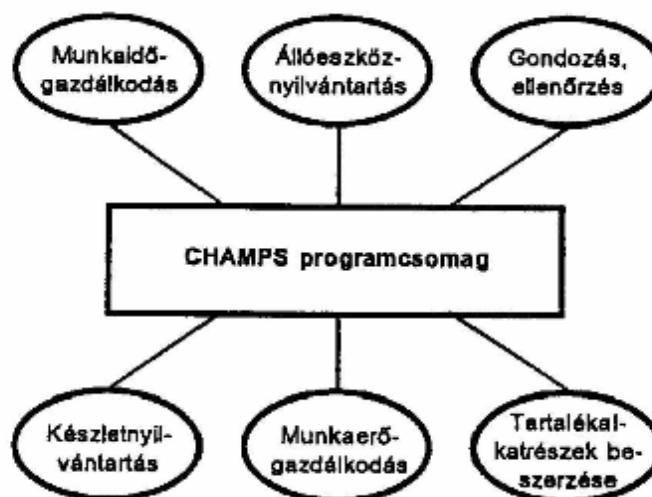 Munkaidő-
gazdálkodás
Állóeszköz-
nyilvántartás
Gondozás,
ellenőrzés
CHAMPS programcsomag
Készletnyil-
vántartás
Munkaerő-
gazdálkodás
Tartalékal-
katrészek be-
szerzése